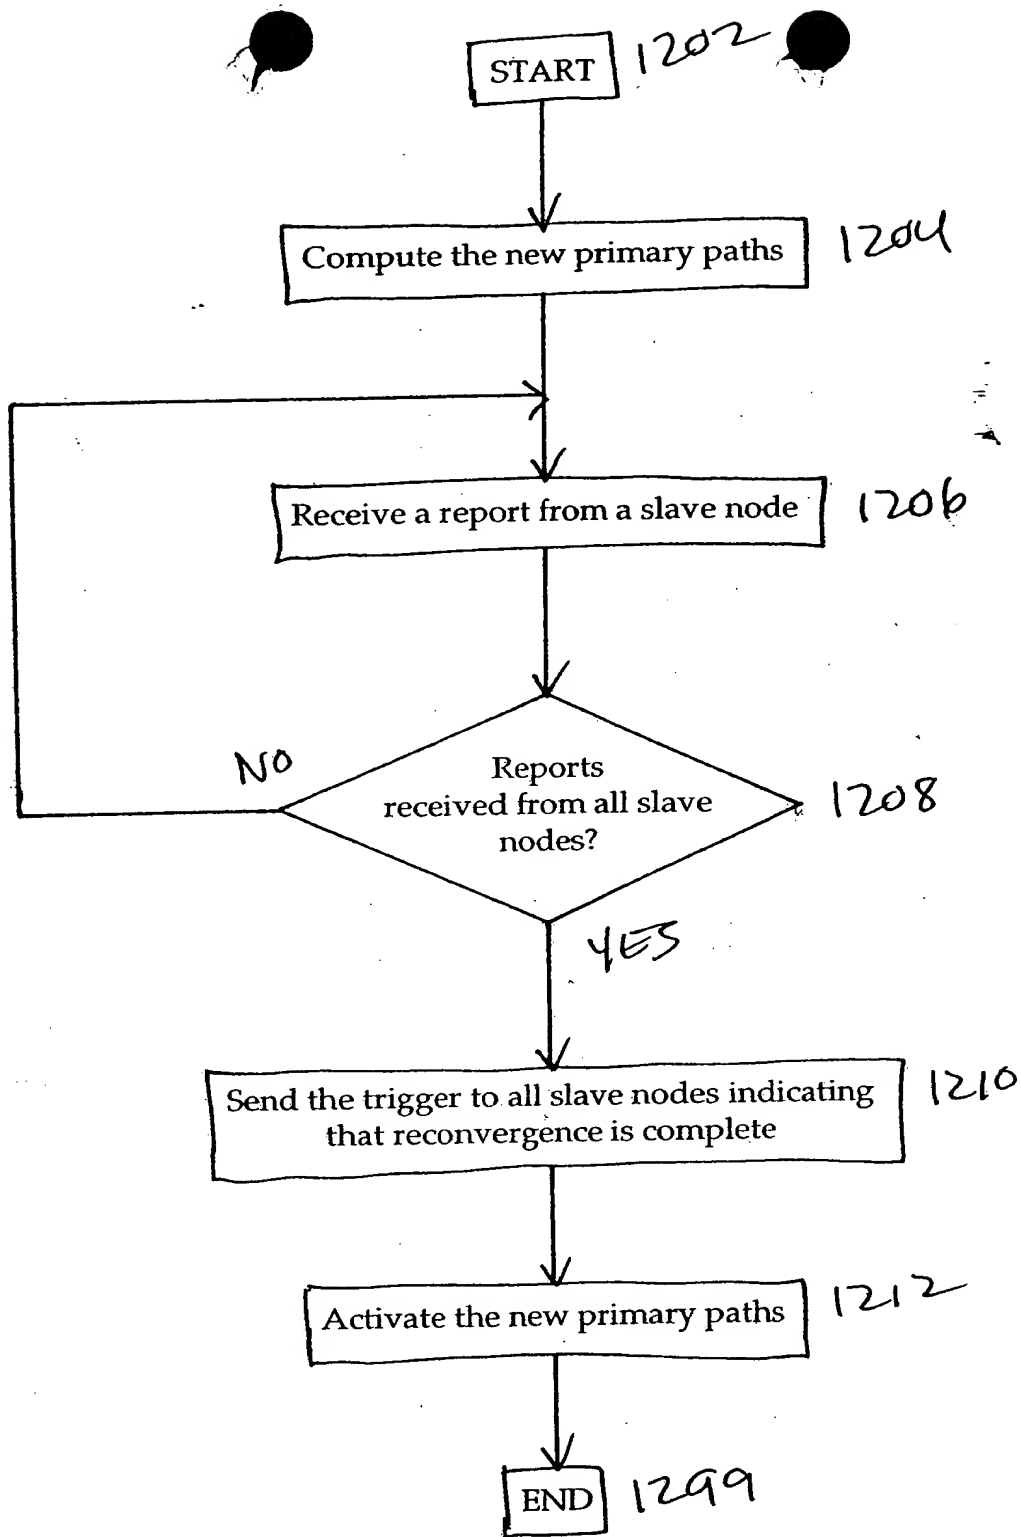 START
1202
Compute the new primary paths
1204
Receive a report from a slave node
1206
NO
Reports
received from all slave
nodes?
1208
YES
Send the trigger to all slave nodes indicating
that reconvergence is complete
1210
Activate the new primary paths
1212
END
1299